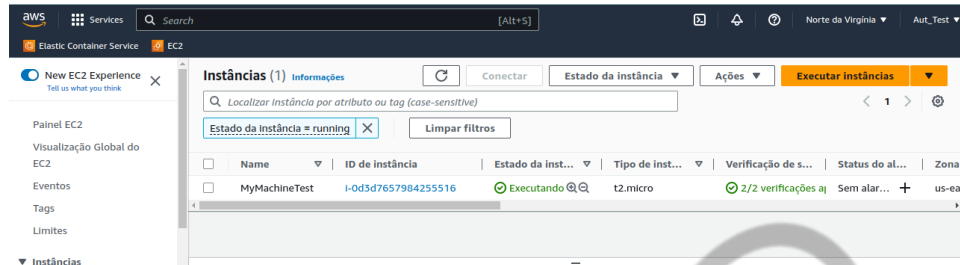 aws Services Search [Alt+S] Norte da Virgínia Aut_Test
Elastic Container Service EC2
New EC2 Experience
Tell us what you think
Painel EC2
Visualização Global do
EC2
Eventos
Tags
Limites
Instâncias
Instâncias (1) Informações Conectar Estado da instância Ações Executar instâncias
Localizar Instância por atributo ou tag (case-sensitive) 1
Estado da instância = running Limpar filtros
Name ID de instância Estado da inst... Tipo de inst... Verificação de s... Status do al... Zona
MyMachineTest i-0d3d7657984255516 Executando t2.micro 2/2 verificações Sem alar... us-ea